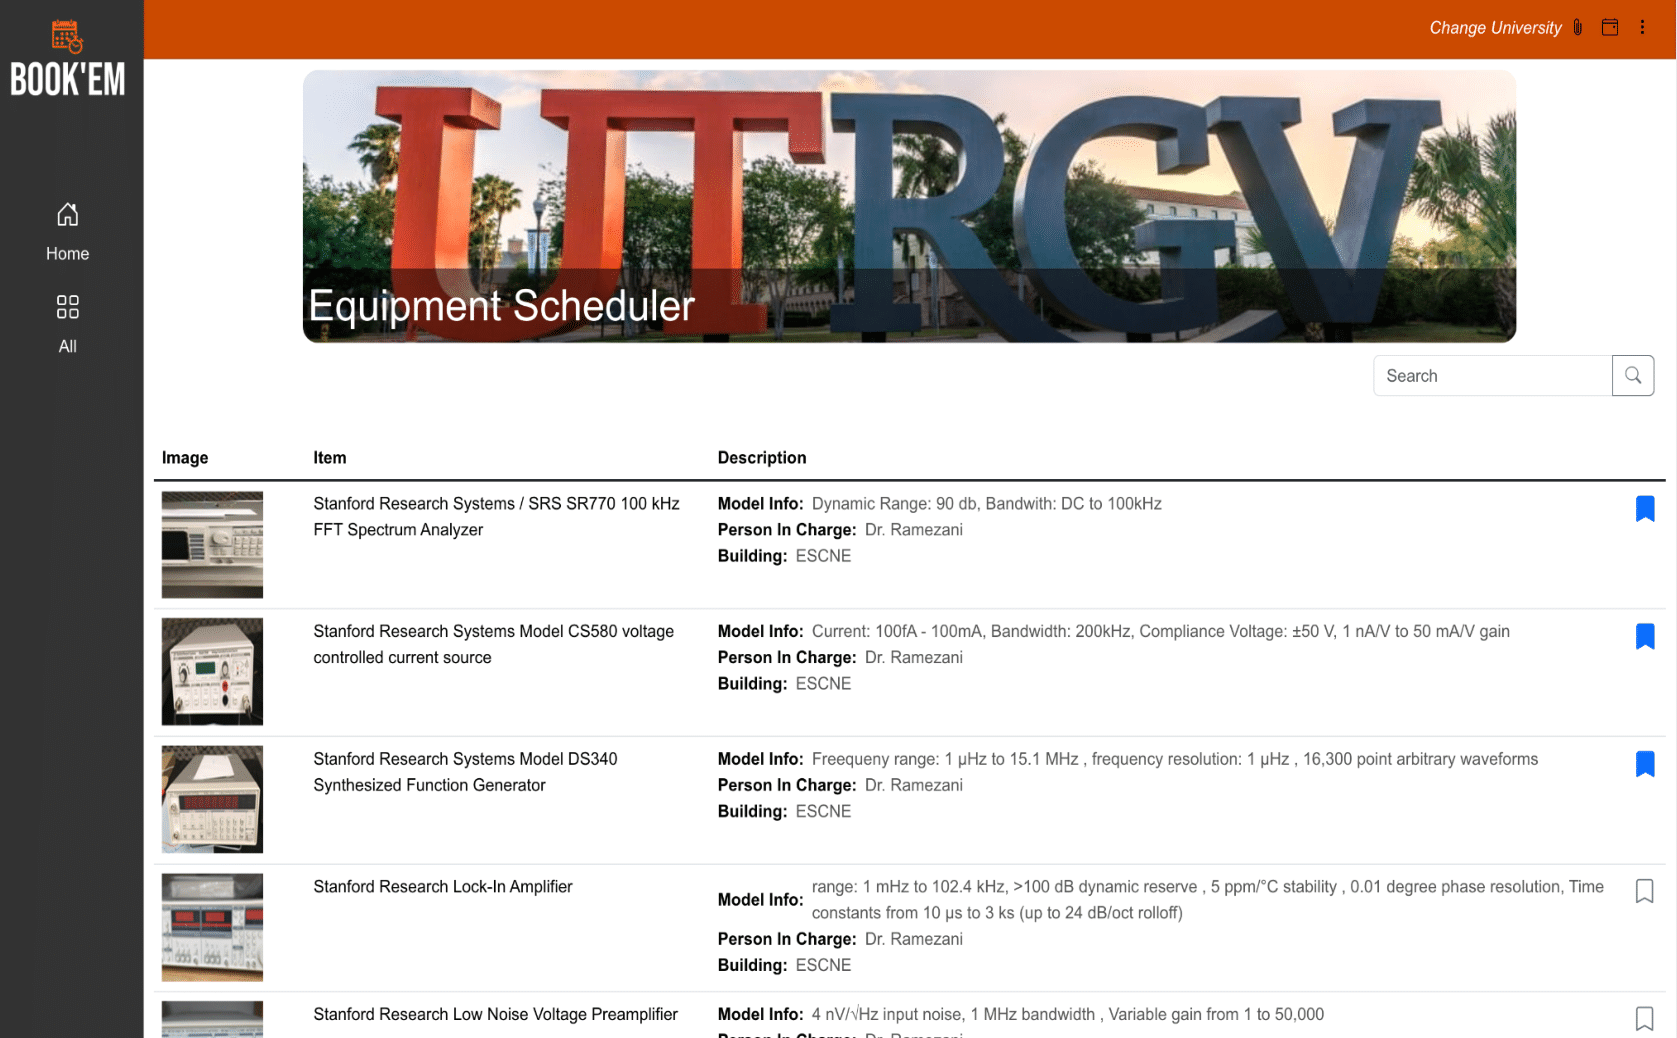 BOOK'EM
Home
All
Change University
UTRGV
Equipment Scheduler
Search
Image Item Description
Stanford Research Systems / SRS SR770 100 kHz
FFT Spectrum Analyzer
Model Info: Dynamic Range: 90 db, Bandwith: DC to 100kHz
Person In Charge: Dr. Ramezani
Building: ESCNE
Stanford Research Systems Model CS580 voltage
controlled current source
Model Info: Current: 100fA - 100mA, Bandwidth: 200kHz, Compliance Voltage: ±50 V, 1 nA/V to 50 mA/V gain
Person In Charge: Dr. Ramezani
Building: ESCNE
Stanford Research Systems Model DS340
Synthesized Function Generator
Model Info: Freequeny range: 1 μHz to 15.1 MHz , frequency resolution: 1 μHz , 16,300 point arbitrary waveforms
Person In Charge: Dr. Ramezani
Building: ESCNE
Stanford Research Lock-In Amplifier
Model Info: range: 1 mHz to 102.4 kHz, >100 dB dynamic reserve , 5 ppm/°C stability , 0.01 degree phase resolution, Time
constants from 10 μs to 3 ks (up to 24 dB/oct rolloff)
Person In Charge: Dr. Ramezani
Building: ESCNE
Stanford Research Low Noise Voltage Preamplifier
Model Info: 4 nV/√Hz input noise, 1 MHz bandwidth , Variable gain from 1 to 50,000
Person In Charge: Dr. Ramezani